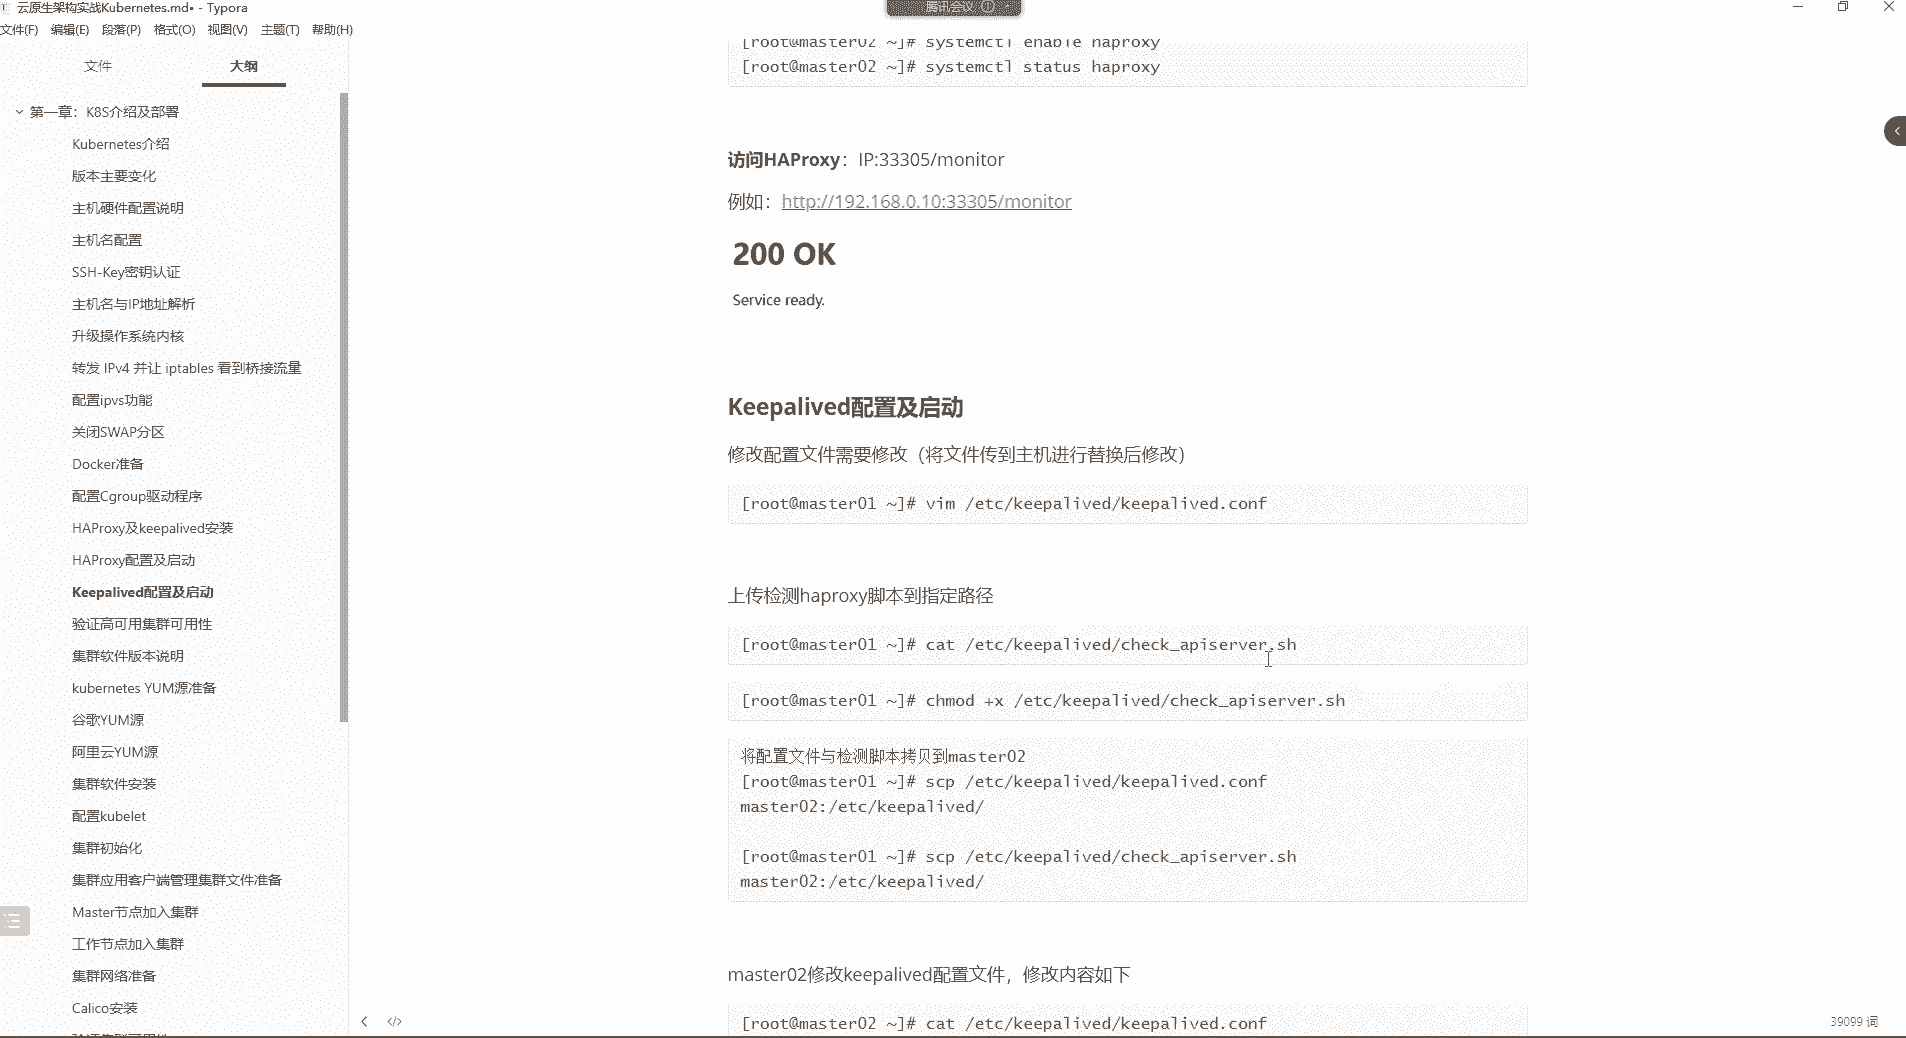 云原生架构实战Kubernetes.md• - Typora
腾讯会议
文件(F) 编辑(E) 段落(P) 格式(O) 视图(V) 主题(T) 帮助(H)
文件 大纲
第一章：K8S介绍及部署
Kubernetes介绍
版本主要变化
主机硬件配置说明
主机名配置
SSH-Key密钥认证
主机名与IP地址解析
升级操作系统内核
转发 IPv4 并让 iptables 看到桥接流量
配置ipvs功能
关闭SWAP分区
Docker准备
配置Cgroup驱动程序
HAProxy及keepalived安装
HAProxy配置及启动
Keepalived配置及启动
验证高可用集群可用性
集群软件版本说明
kubernetes YUM源准备
谷歌YUM源
阿里云YUM源
集群软件安装
配置kubelet
集群初始化
集群应用客户端管理集群文件准备
Master节点加入集群
工作节点加入集群
集群网络准备
Calico安装
[root@master02 ~]# systemctl enable haproxy
[root@master02 ~]# systemctl status haproxy
访问HAProxy：IP:33305/monitor
例如：http://192.168.0.10:33305/monitor
200 OK
Service ready.
Keepalived配置及启动
修改配置文件需要修改（将文件传到主机进行替换后修改）
[root@master01 ~]# vim /etc/keepalived/keepalived.conf
上传检测haproxy脚本到指定路径
[root@master01 ~]# cat /etc/keepalived/check_apiserver.sh
[root@master01 ~]# chmod +x /etc/keepalived/check_apiserver.sh
将配置文件与检测脚本拷贝到master02
[root@master01 ~]# scp /etc/keepalived/keepalived.conf
master02:/etc/keepalived/
[root@master01 ~]# scp /etc/keepalived/check_apiserver.sh
master02:/etc/keepalived/
master02修改keepalived配置文件，修改内容如下
[root@master02 ~]# cat /etc/keepalived/keepalived.conf
39099 词